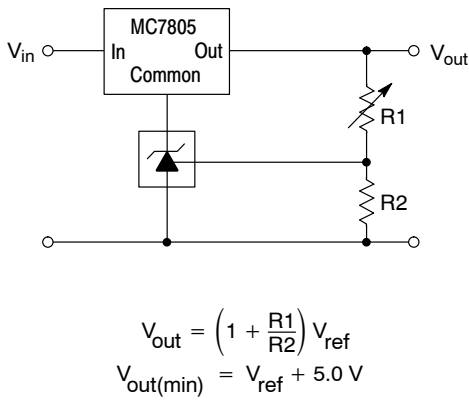 MC7805
V_in In Out V_out
Common
R1
R2
V_out = (1 + R1/R2) V_ref
V_out(min) = V_ref + 5.0 V